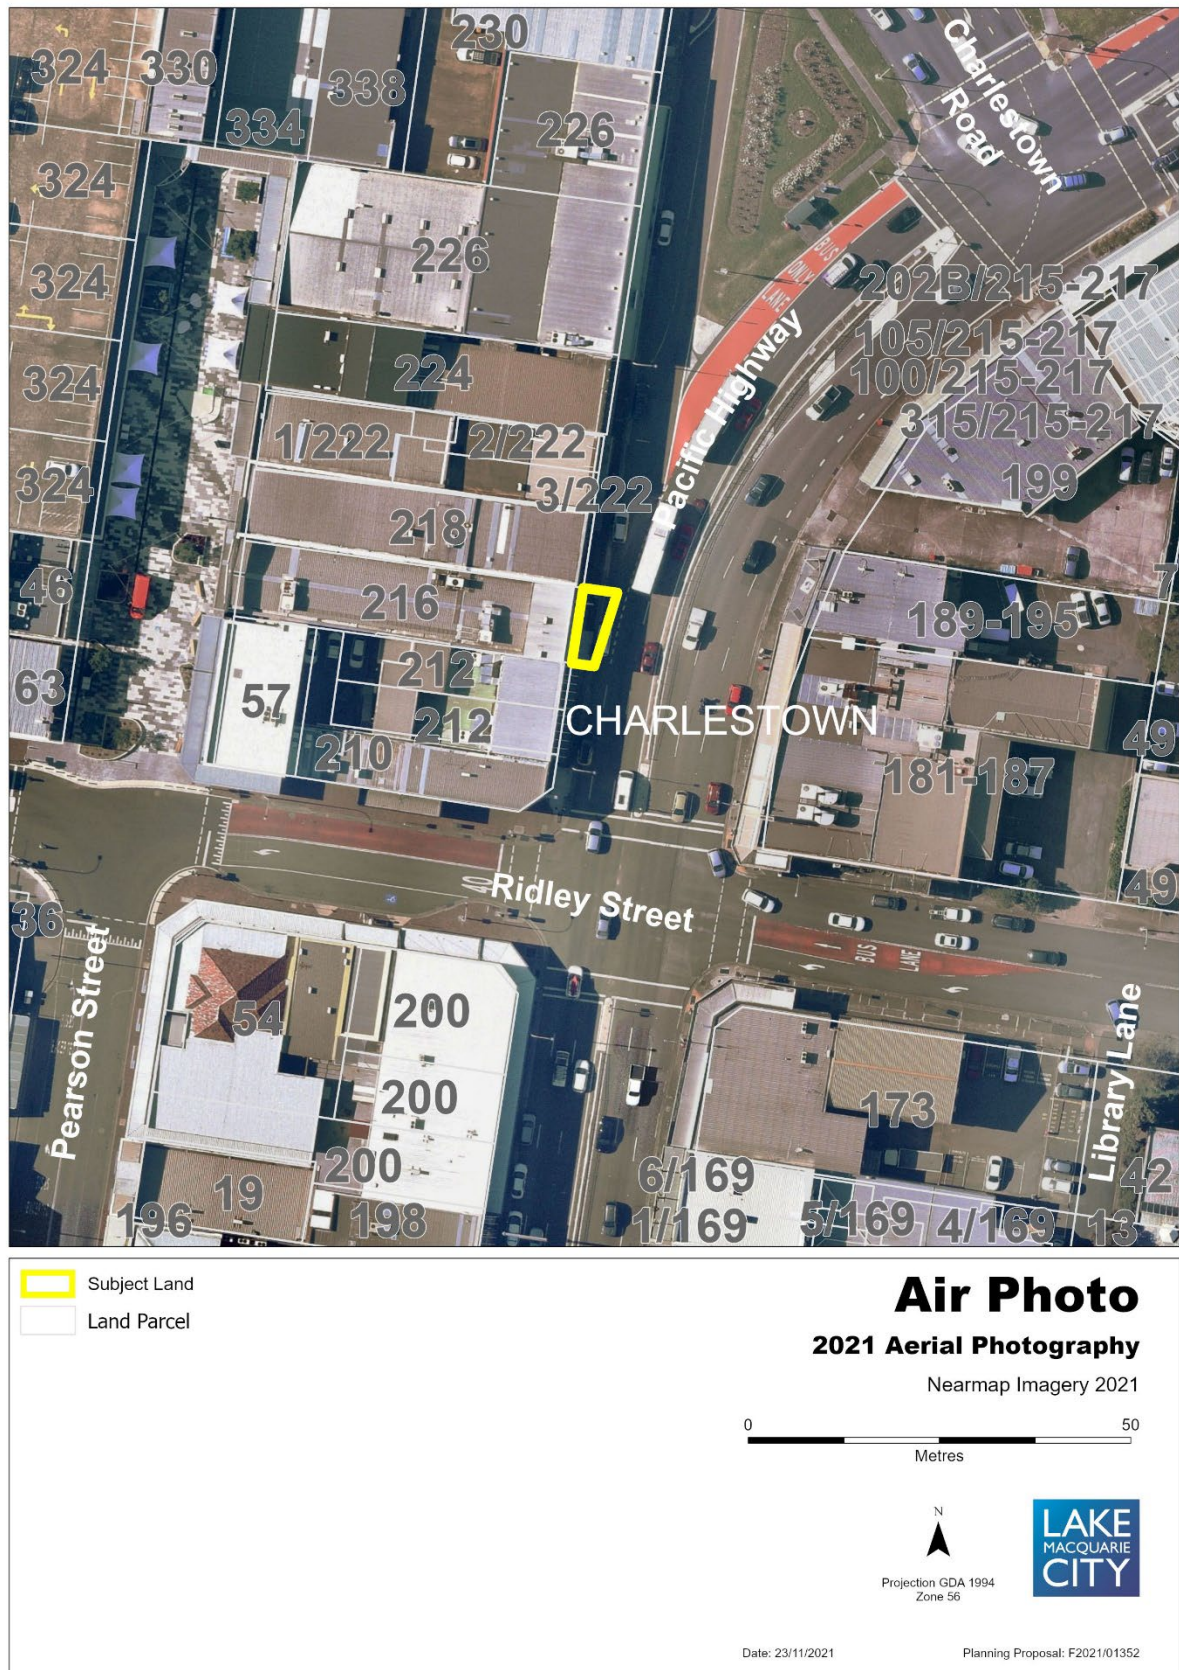 230
324
330
338
334
226
324
226
324
224
324
1/222
2/222
3/222
324
218
46
216
212
63
57
212
210
BUS
ONLY
LANE
Charlestown
Road
Pacific Highway
202B/215-217
105/215-217
100/215-217
315/215-217
199
7
189-195
CHARLESTOWN
49
181-187
49
40
Ridley Street
BUS
LANE
36
Pearson Street
54
200
200
200
19
196
198
173
Library Lane
6/169
1/169
5/169
4/169
42
13
Subject Land
Land Parcel
Air Photo
2021 Aerial Photography
Nearmap Imagery 2021
0 50
Metres
N
Projection GDA 1994
Zone 56
LAKE
MACQUARIE
CITY
Date: 23/11/2021
Planning Proposal: F2021/01352